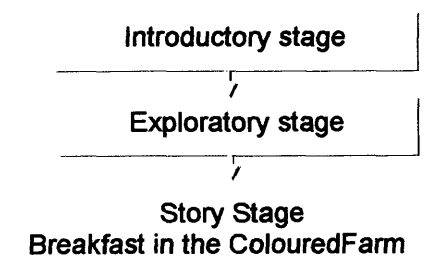 Introductory stage
Exploratory stage
Story Stage
Breakfast in the ColouredFarm